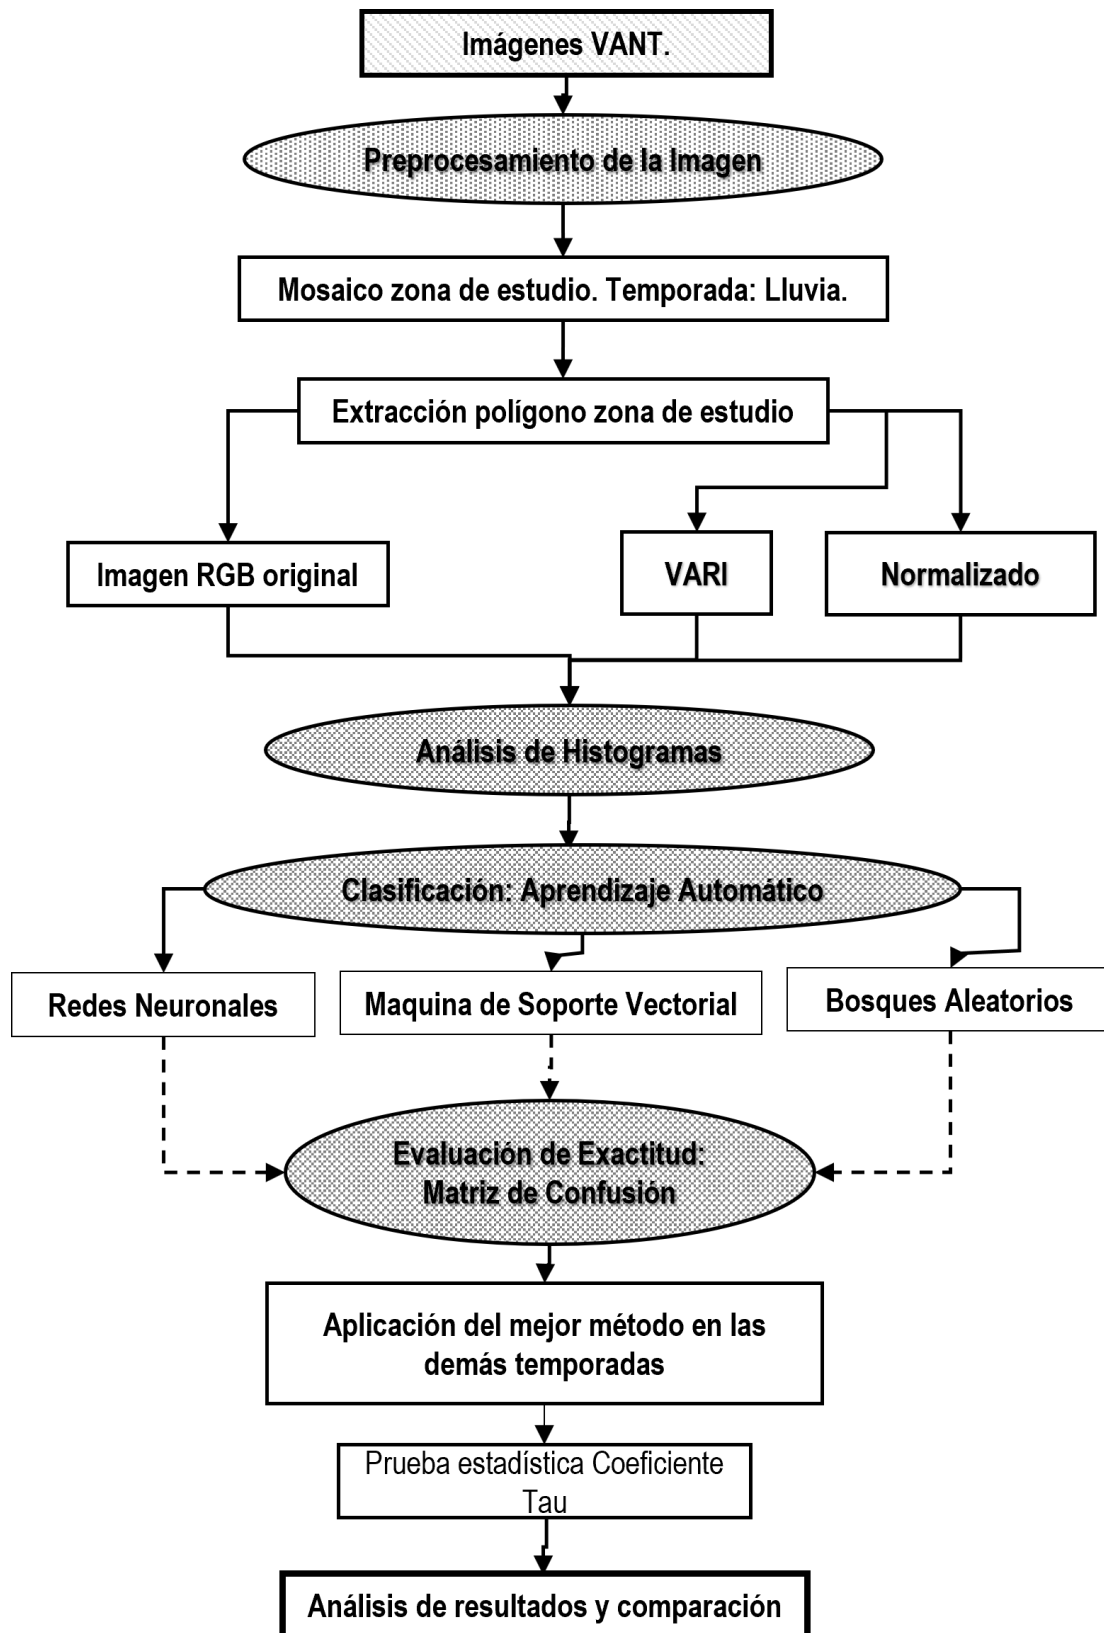 Imágenes VANT.
Preprocesamiento de la Imagen
Mosaico zona de estudio. Temporada: Lluvia.
Extracción polígono zona de estudio
Imagen RGB original
VARI
Normalizado
Análisis de Histogramas
Clasificación: Aprendizaje Automático
Redes Neuronales
Maquina de Soporte Vectorial
Bosques Aleatorios
Evaluación de Exactitud:
Matriz de Confusión
Aplicación del mejor método en las
demás temporadas
Prueba estadística Coeficiente
Tau
Análisis de resultados y comparación